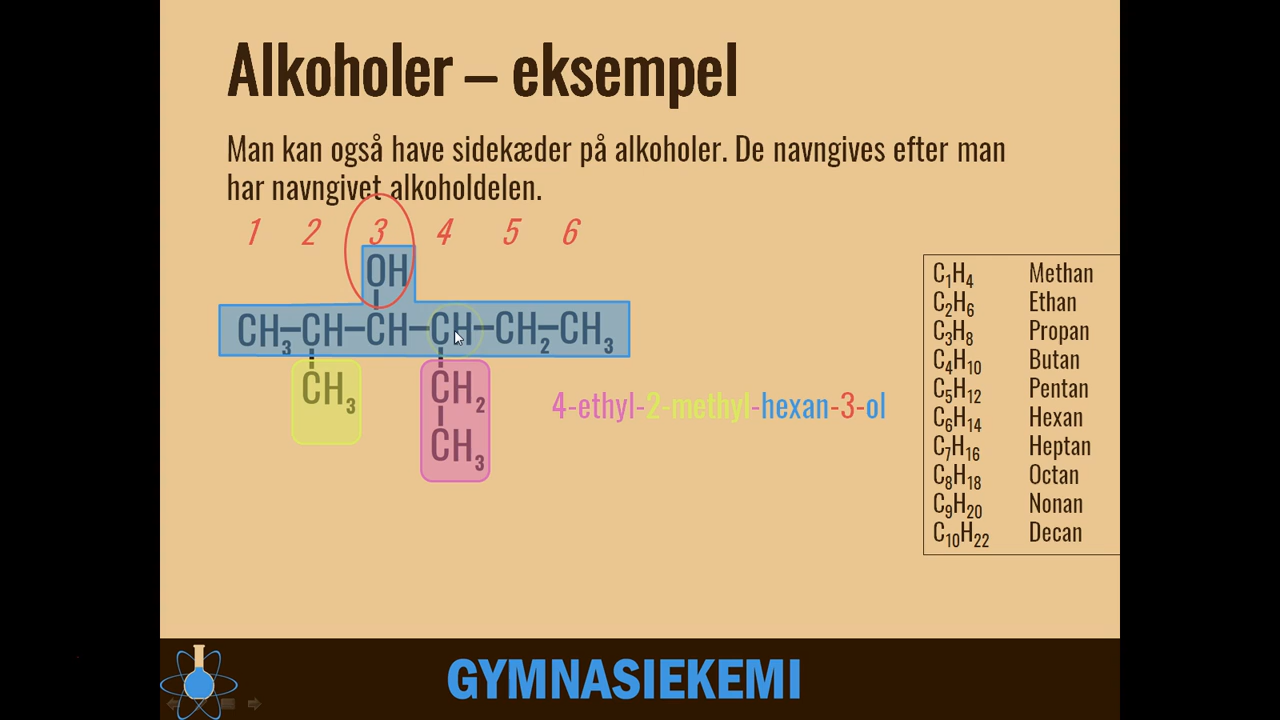 Alkoholer – eksempel
Man kan også have sidekæder på alkoholer. De navngives efter man
har navngivet alkoholdelen.
1 2 3 4 5 6
OH
CH₃–CH–CH–CH–CH₂–CH₃
CH₃ CH₂
CH₃
4-ethyl-2-methyl-hexan-3-ol
C₁H₄ Methan
C₂H₆ Ethan
C₃H₈ Propan
C₄H₁₀ Butan
C₅H₁₂ Pentan
C₆H₁₄ Hexan
C₇H₁₆ Heptan
C₈H₁₈ Octan
C₉H₂₀ Nonan
C₁₀H₂₂ Decan
GYMNASIEKEMI